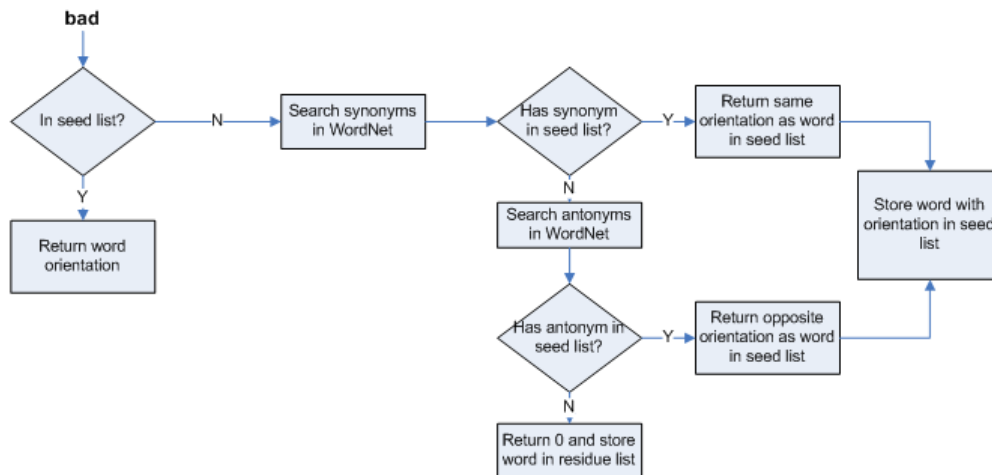 bad
In seed list?
N
Search synonyms
in WordNet
Has synonym
in seed list?
Y
Return same
orientation as word
in seed list
Y
Return word
orientation
N
Search antonyms
in WordNet
Store word with
orientation in seed
list
Has antonym in
seed list?
Y
Return opposite
orientation as word
in seed list
N
Return 0 and store
word in residue list